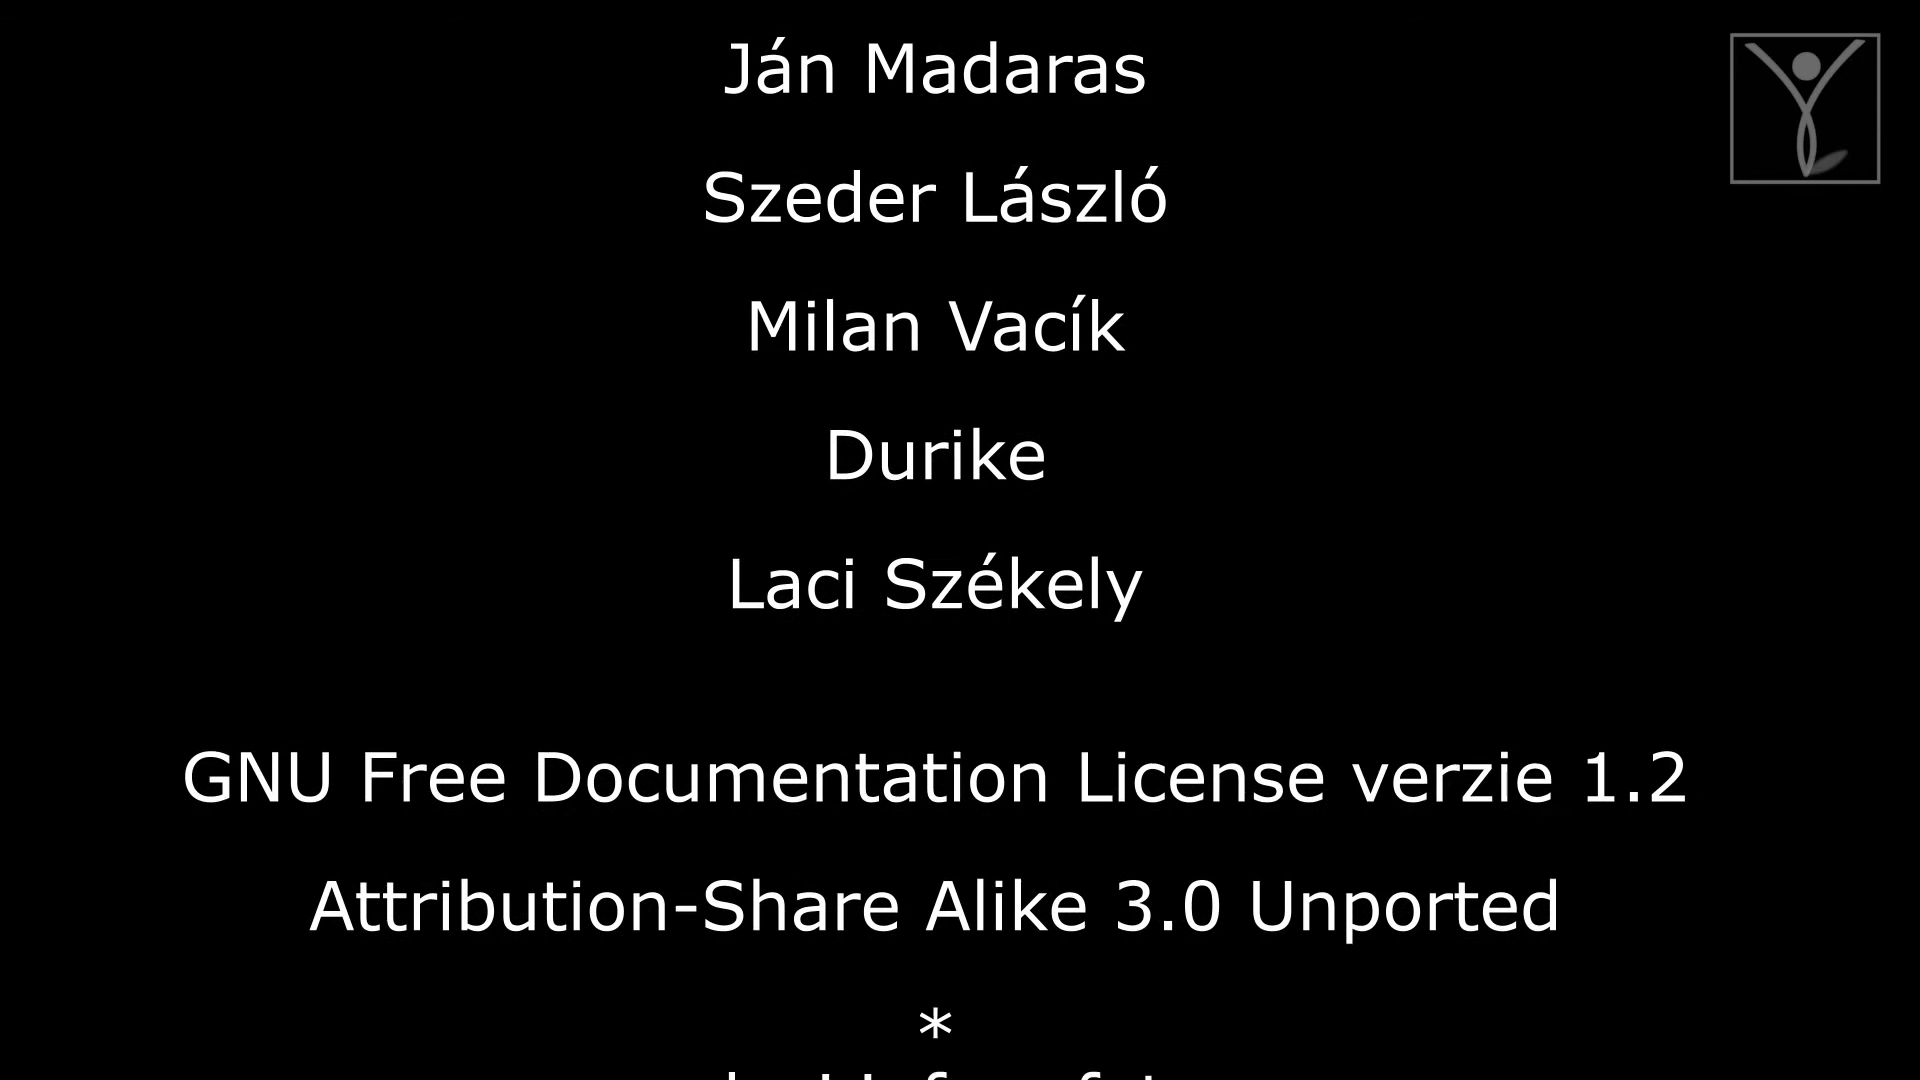 Ján Madaras
Szeder László
Milan Vacík
Durike
Laci Székely
GNU Free Documentation License verzie 1.2
Attribution-Share Alike 3.0 Unported
*